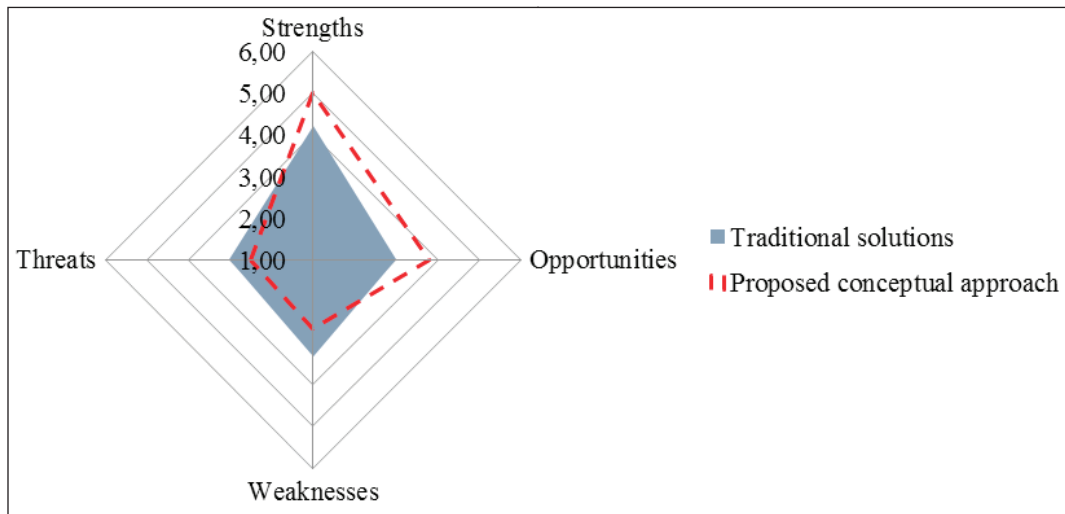 Strengths
6,00
5,00
4,00
3,00
2,00
1,00
Threats
Opportunities
Weaknesses
Traditional solutions
Proposed conceptual approach